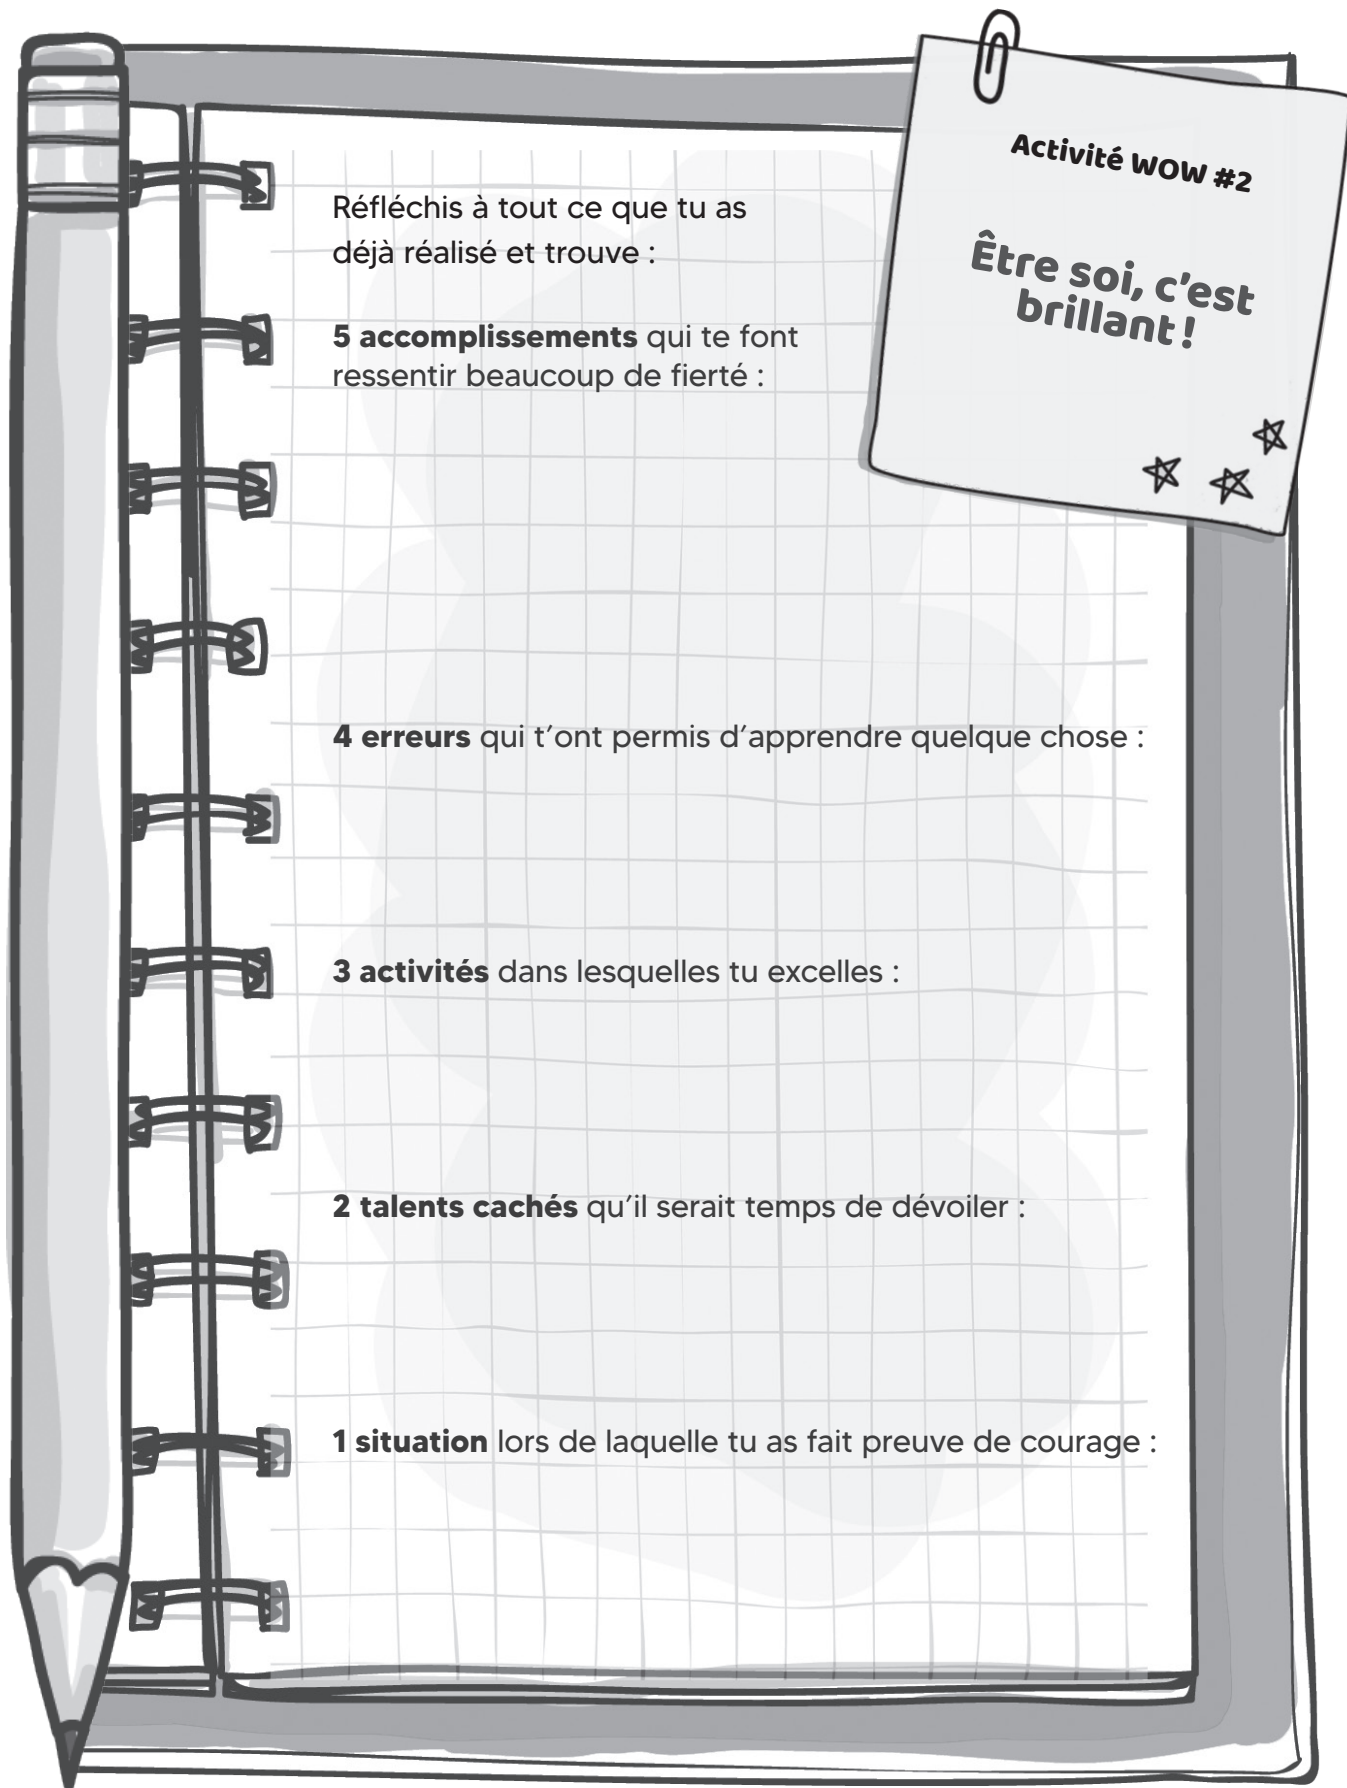 Activité WOW #2
Être soi, c'est
brillant !
Réfléchis à tout ce que tu as
déjà réalisé et trouve :
5 accomplissements qui te font
ressentir beaucoup de fierté :
4 erreurs qui t'ont permis d'apprendre quelque chose :
3 activités dans lesquelles tu excelles :
2 talents cachés qu'il serait temps de dévoiler :
1 situation lors de laquelle tu as fait preuve de courage :